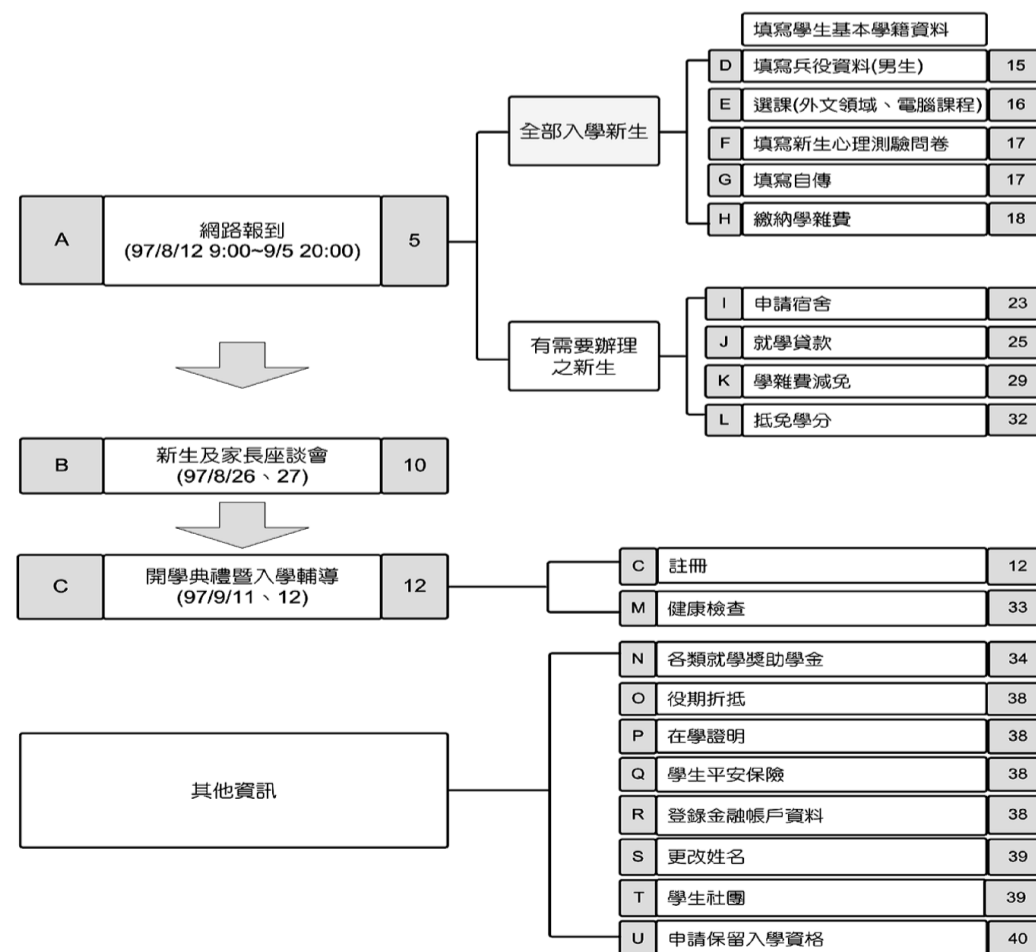 填寫學生基本學籍資料
D 填寫兵役資料(男生) 15
E 選課(外文領域、電腦課程) 16
F 填寫新生心理測驗問卷 17
G 填寫自傳 17
H 繳納學雜費 18
全部入學新生
A 網路報到 5
(97/8/12 9:00~9/5 20:00)
I 申請宿舍 23
J 就學貸款 25
K 學雜費減免 29
L 抵免學分 32
有需要辦理
之新生
B 新生及家長座談會 10
(97/8/26、27)
C 開學典禮暨入學輔導 12
(97/9/11、12)
C 註冊 12
M 健康檢查 33
其他資訊
N 各類就學獎助學金 34
O 役期折抵 38
P 在學證明 38
Q 學生平安保險 38
R 登錄金融帳戶資料 38
S 更改姓名 39
T 學生社團 39
U 申請保留入學資格 40